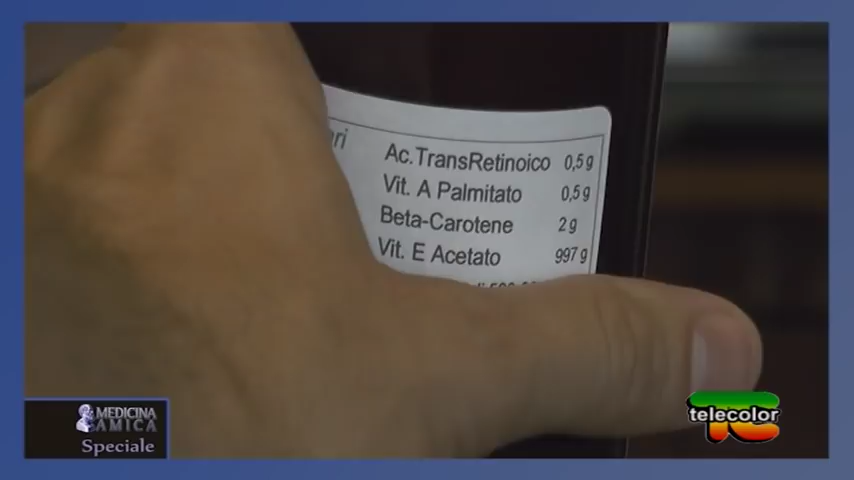 Ac.TransRetinoico 0,5 g
Vit. A Palmitato 0,5 g
Beta-Carotene 2 g
Vit. E Acetato 997 g
MEDICINA
AMICA
Speciale
telecolor